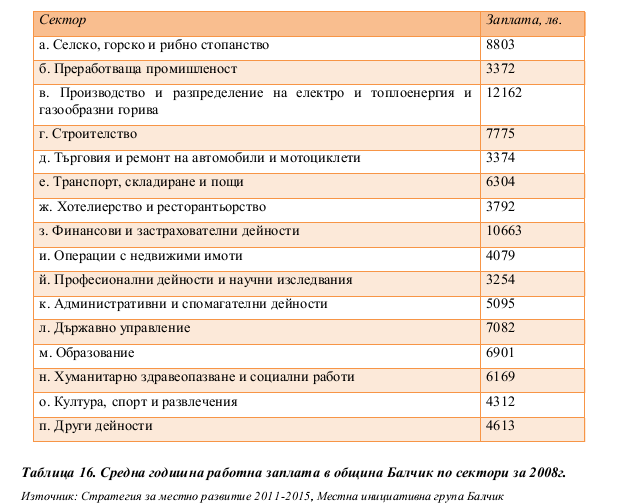 Сектор Заплата, лв.
а. Селско, горско и рибно стопанство 8803
б. Преработваща промишленост 3372
в. Производство и разпределение на електро и топлоенергия и 12162
газообразни горива
г. Строителство 7775
д. Търговия и ремонт на автомобили и мотоциклети 3374
е. Транспорт, складиране и пощи 6304
ж. Хотелиерство и ресторантьорство 3792
з. Финансови и застрахователни дейности 10663
и. Операции с недвижими имоти 4079
й. Професионални дейности и научни изследвания 3254
к. Административни и спомагателни дейности 5095
л. Държавно управление 7082
м. Образование 6901
н. Хуманитарно здравеопазване и социални работи 6169
о. Култура, спорт и развлечения 4312
п. Други дейности 4613
Таблица 16. Средна годишна работна заплата в община Балчик по сектори за 2008г.
Източник: Стратегия за местно развитие 2011-2015, Местна инициативна група Балчик